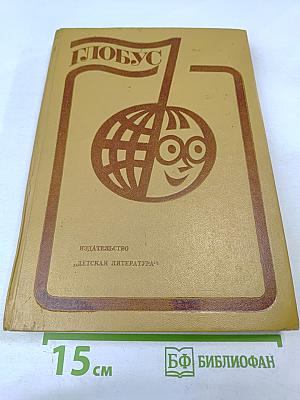 ГЛОБУС
ИЗДАТЕЛЬСТВО
„ДЕТСКАЯ ЛИТЕРАТУРА“
15 см
БФ БИБЛИОФАН